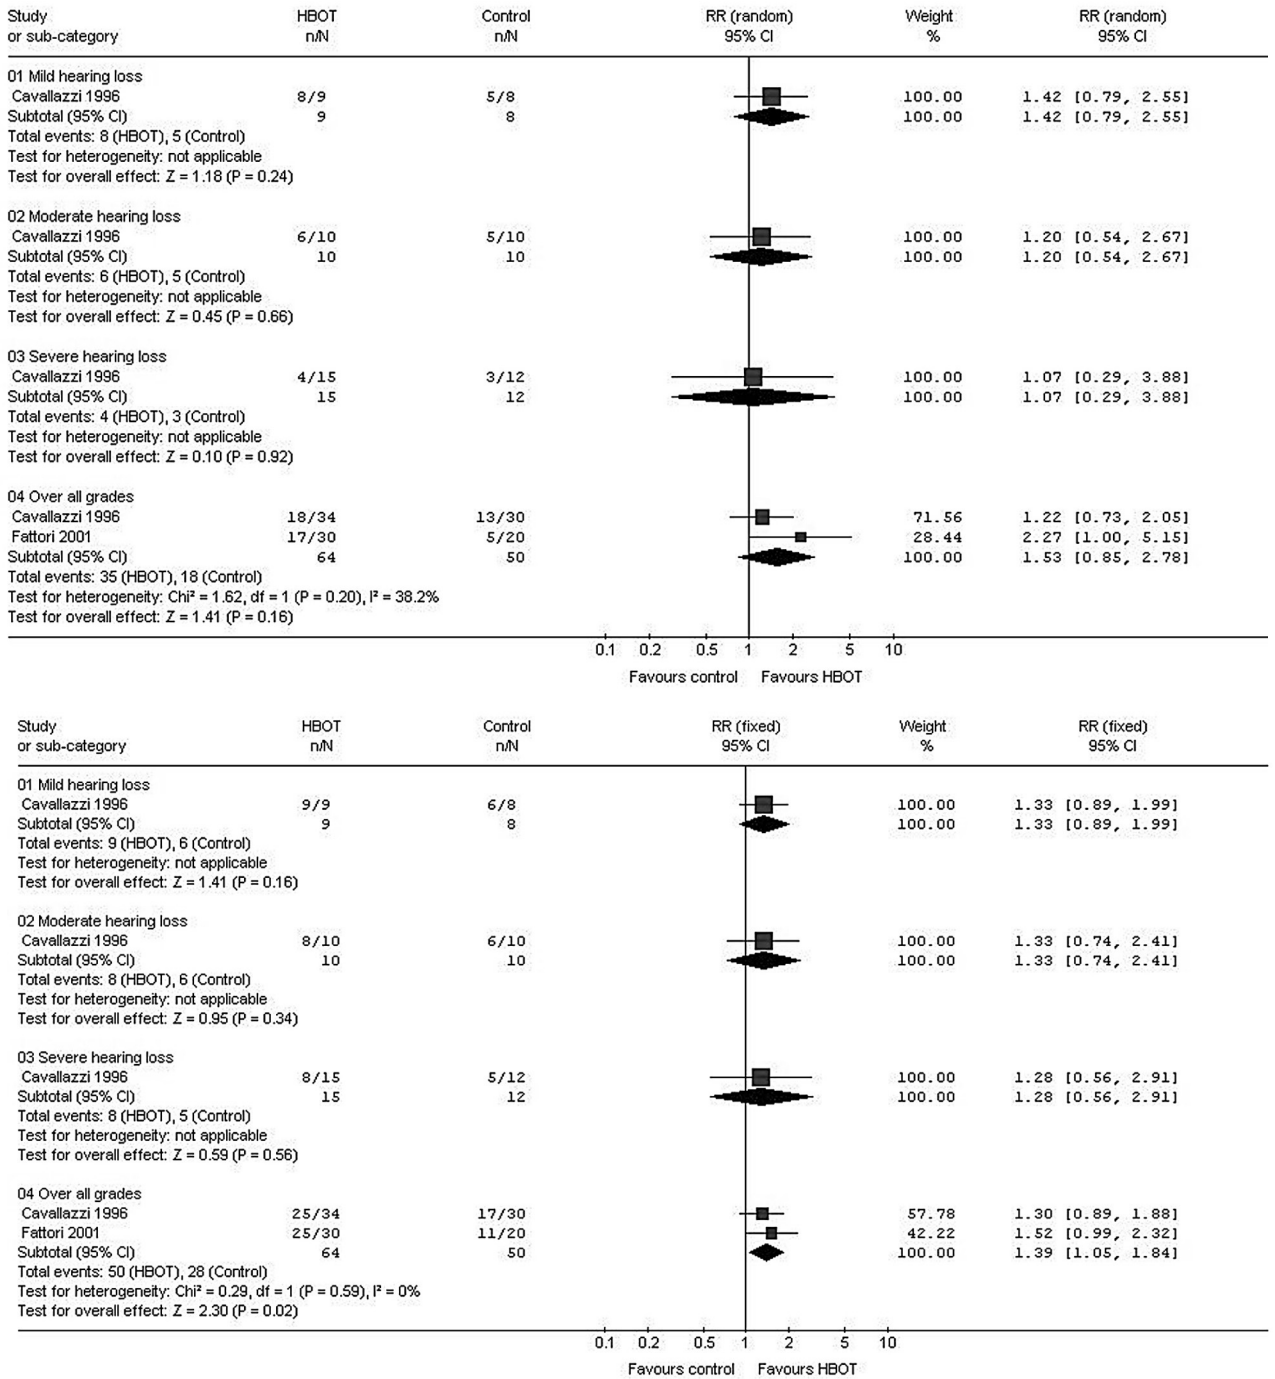 Study HBOT Control RR (random) Weight RR (random)
or sub-category n/N n/N 95% CI % 95% CI
01 Mild hearing loss
Cavallazzi 1996 8/9 5/8 100.00 1.42 [0.79, 2.55]
Subtotal (95% CI) 9 8 100.00 1.42 [0.79, 2.55]
Total events: 8 (HBOT), 5 (Control)
Test for heterogeneity: not applicable
Test for overall effect: Z = 1.18 (P = 0.24)
02 Moderate hearing loss
Cavallazzi 1996 6/10 5/10 100.00 1.20 [0.54, 2.67]
Subtotal (95% CI) 10 10 100.00 1.20 [0.54, 2.67]
Total events: 6 (HBOT), 5 (Control)
Test for heterogeneity: not applicable
Test for overall effect: Z = 0.45 (P = 0.66)
03 Severe hearing loss
Cavallazzi 1996 4/15 3/12 100.00 1.07 [0.29, 3.88]
Subtotal (95% CI) 15 12 100.00 1.07 [0.29, 3.88]
Total events: 4 (HBOT), 3 (Control)
Test for heterogeneity: not applicable
Test for overall effect: Z = 0.10 (P = 0.92)
04 Over all grades
Cavallazzi 1996 18/34 13/30 71.56 1.22 [0.73, 2.05]
Fattori 2001 17/30 5/20 28.44 2.27 [1.00, 5.15]
Subtotal (95% CI) 64 50 100.00 1.53 [0.85, 2.78]
Total events: 35 (HBOT), 18 (Control)
Test for heterogeneity: Chi² = 1.62, df = 1 (P = 0.20), I² = 38.2%
Test for overall effect: Z = 1.41 (P = 0.16)
0.1 0.2 0.5 1 2 5 10
Favours control Favours HBOT
Study HBOT Control RR (fixed) Weight RR (fixed)
or sub-category n/N n/N 95% CI % 95% CI
01 Mild hearing loss
Cavallazzi 1996 9/9 6/8 100.00 1.33 [0.89, 1.99]
Subtotal (95% CI) 9 8 100.00 1.33 [0.89, 1.99]
Total events: 9 (HBOT), 6 (Control)
Test for heterogeneity: not applicable
Test for overall effect: Z = 1.41 (P = 0.16)
02 Moderate hearing loss
Cavallazzi 1996 8/10 6/10 100.00 1.33 [0.74, 2.41]
Subtotal (95% CI) 10 10 100.00 1.33 [0.74, 2.41]
Total events: 8 (HBOT), 6 (Control)
Test for heterogeneity: not applicable
Test for overall effect: Z = 0.95 (P = 0.34)
03 Severe hearing loss
Cavallazzi 1996 8/15 5/12 100.00 1.28 [0.56, 2.91]
Subtotal (95% CI) 15 12 100.00 1.28 [0.56, 2.91]
Total events: 8 (HBOT), 5 (Control)
Test for heterogeneity: not applicable
Test for overall effect: Z = 0.59 (P = 0.56)
04 Over all grades
Cavallazzi 1996 25/34 17/30 57.78 1.30 [0.89, 1.88]
Fattori 2001 25/30 11/20 42.22 1.52 [0.99, 2.32]
Subtotal (95% CI) 64 50 100.00 1.39 [1.05, 1.84]
Total events: 50 (HBOT), 28 (Control)
Test for heterogeneity: Chi² = 0.29, df = 1 (P = 0.59), I² = 0%
Test for overall effect: Z = 2.30 (P = 0.02)
0.1 0.2 0.5 1 2 5 10
Favours control Favours HBOT